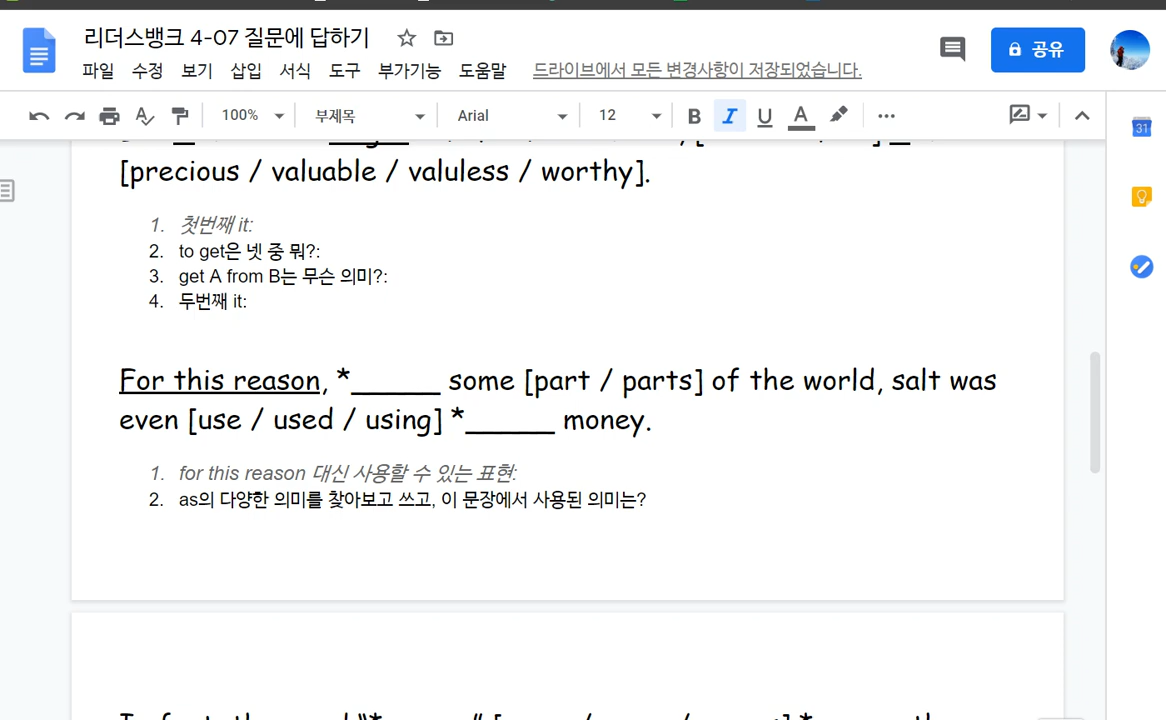 리더스뱅크 4-07 질문에 답하기
파일 수정 보기 삽입 서식 도구 부가기능 도움말 드라이브에서 모든 변경사항이 저장되었습니다.
공유
100% 부제목 Arial 12 B I U A
31
[precious / valuable / valuless / worthy].
1. 첫번째 it:
2. to get은 넷 중 뭐?:
3. get A from B는 무슨 의미?:
4. 두번째 it:
For this reason, *_____ some [part / parts] of the world, salt was
even [use / used / using] *_____ money.
1. for this reason 대신 사용할 수 있는 표현:
2. as의 다양한 의미를 찾아보고 쓰고, 이 문장에서 사용된 의미는?